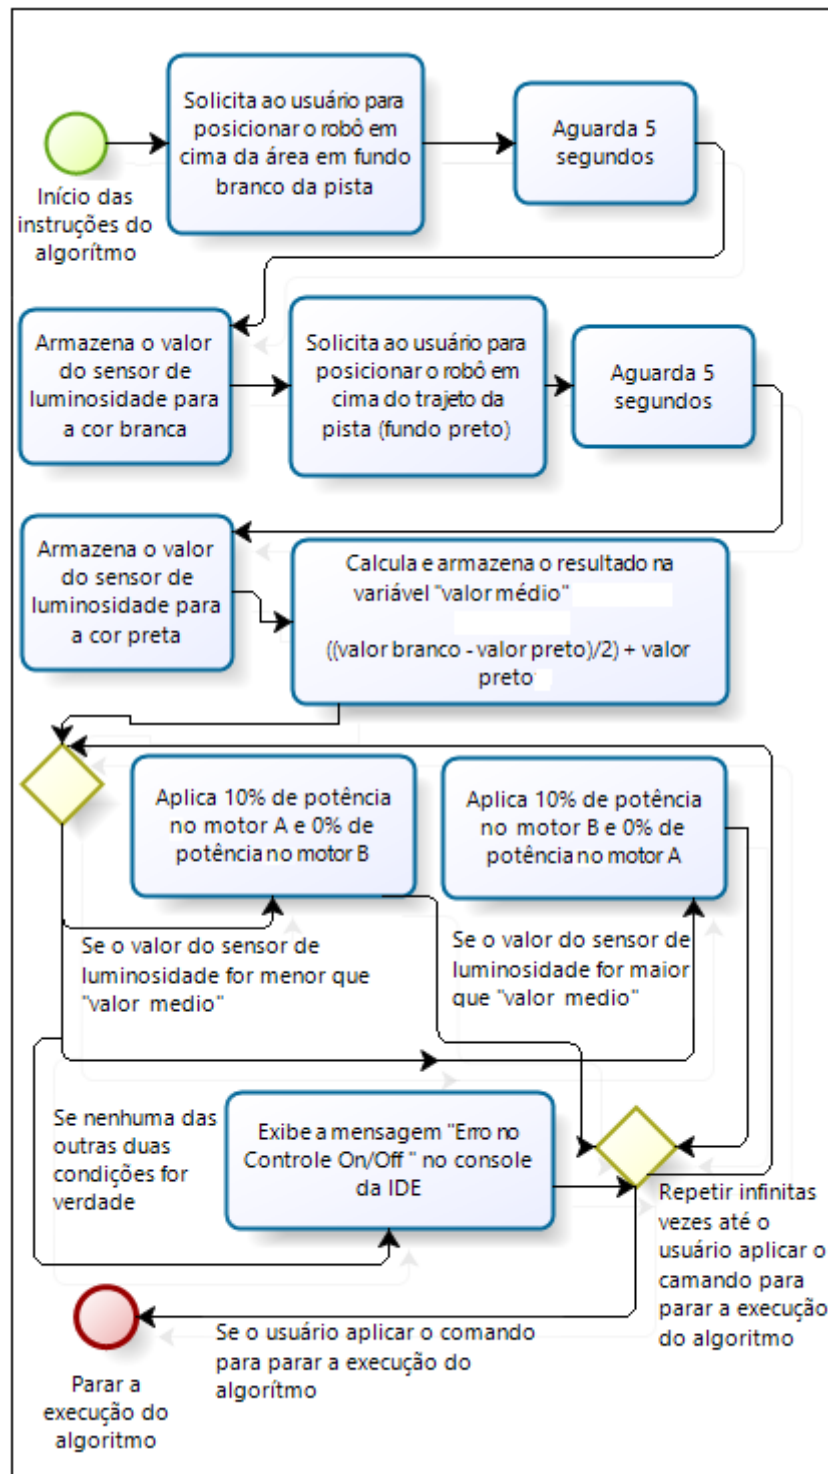 Solicita ao usuário para
posicionar o robô em
cima da área em fundo
branco da pista
Aguarda 5
segundos
Início das
instruções do
algorítmo
Armazena o valor
do sensor de
luminosidade para
a cor branca
Solicita ao usuário para
posicionar o robô em
cima do trajeto da
pista (fundo preto)
Aguarda 5
segundos
Armazena o valor
do sensor de
luminosidade para
a cor preta
Calcula e armazena o resultado na
variável "valor médio"
((valor branco - valor preto)/2) + valor
preto
Aplica 10% de potência
no motor A e 0% de
potência no motor B
Aplica 10% de potência
no motor B e 0% de
potência no motor A
Se o valor do sensor de
luminosidade for menor que
"valor medio"
Se o valor do sensor de
luminosidade for maior
que "valor medio"
Se nenhuma das
outras duas
condições for
verdade
Exibe a mensagem "Erro no
Controle On/Off " no console
da IDE
Repetir infinitas
vezes até o
usuário aplicar o
camando para
parar a execução
do algoritmo
Se o usuário aplicar o comando
para parar a execução do
algorítmo
Parar a
execução do
algoritmo